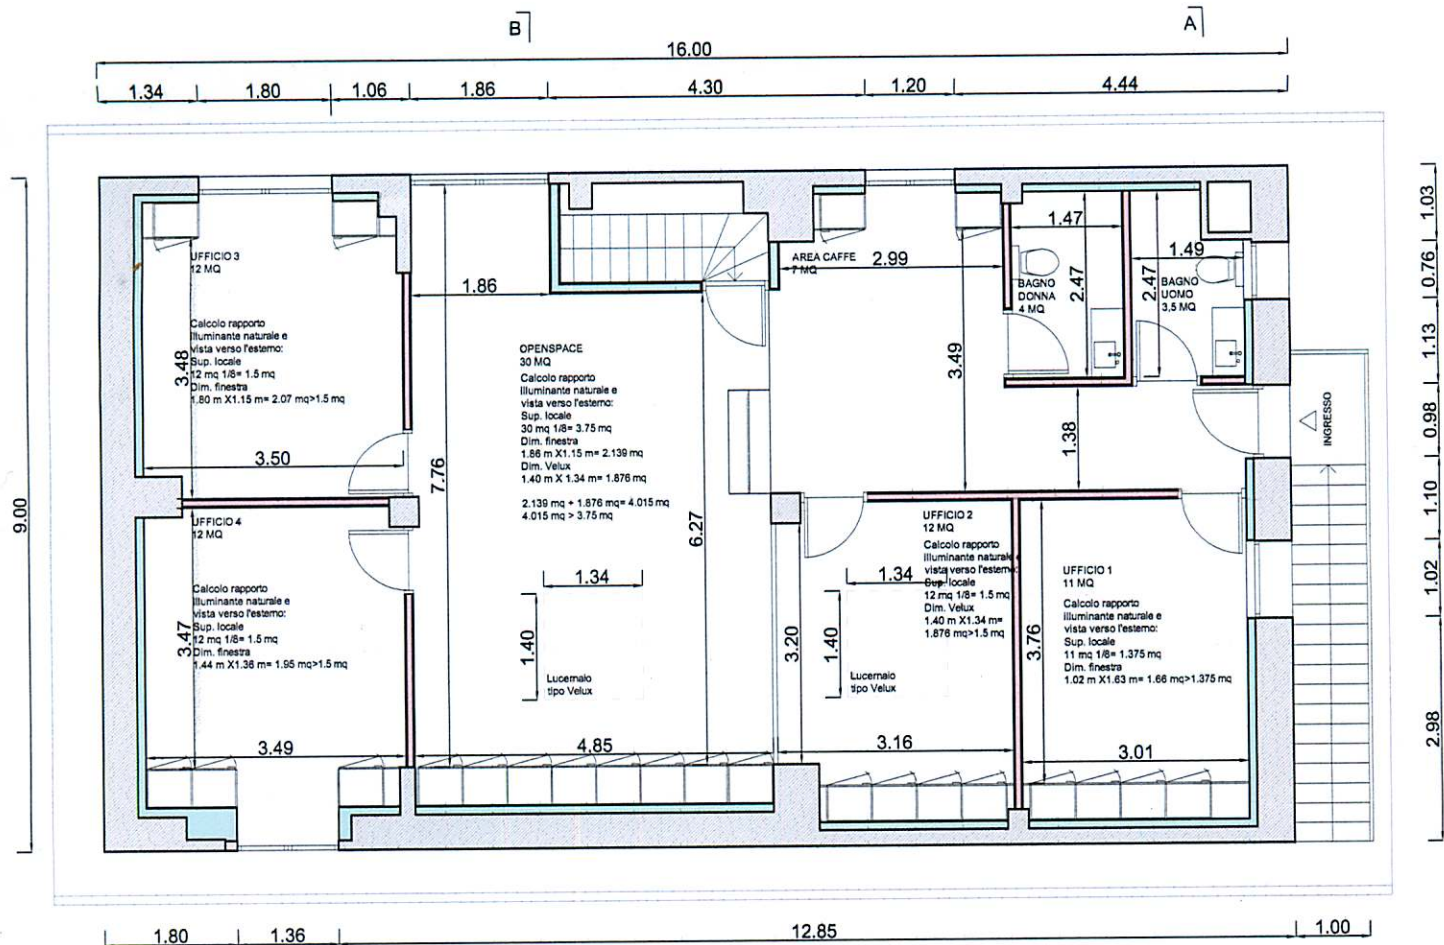 B
A
16.00
1.34
1.80
1.06
1.86
4.30
1.20
4.44
9.00
1.03
0.76
1.13
0.98
1.10
1.02
2.98
UFFICIO 3
12 MQ
Calcolo rapporto
illuminante naturale e
vista verso l'esterno:
Sup. locale
12 mq 1/8= 1.5 mq
Dim. finestra
1.80 m X1.15 m= 2.07 mq>1.5 mq
3.48
3.50
1.86
7.76
OPENSPACE
30 MQ
Calcolo rapporto
illuminante naturale e
vista verso l'esterno:
Sup. locale
30 mq 1/8= 3.75 mq
Dim. finestra
1.86 m X1.15 m= 2.139 mq
Dim. Velux
1.40 m X 1.34 m= 1.876 mq
2.139 mq + 1.876 mq= 4.015 mq
4.015 mq > 3.75 mq
6.27
1.34
1.40
Lucernaio
tipo Velux
4.85
AREA CAFFE
7 MQ
2.99
3.49
1.47
BAGNO
DONNA
4 MQ
2.47
1.49
2.47
BAGNO
UOMO
3,5 MQ
1.38
INGRESSO
UFFICIO 4
12 MQ
Calcolo rapporto
illuminante naturale e
vista verso l'esterno:
Sup. locale
12 mq 1/8= 1.5 mq
Dim. finestra
1.44 m X1.36 m= 1.95 mq>1.5 mq
3.47
3.49
UFFICIO 2
12 MQ
Calcolo rapporto
illuminante naturale e
vista verso l'esterno:
Sup. locale
12 mq 1/8= 1.5 mq
Dim. Velux
1.40 m X1.34 m=
1.876 mq>1.5 mq
1.34
1.40
3.20
Lucernaio
tipo Velux
3.16
UFFICIO 1
11 MQ
Calcolo rapporto
illuminante naturale e
vista verso l'esterno:
Sup. locale
11 mq 1/8= 1.375 mq
Dim. finestra
1.02 m X1.63 m= 1.66 mq>1.375 mq
3.76
3.01
1.80
1.36
12.85
1.00